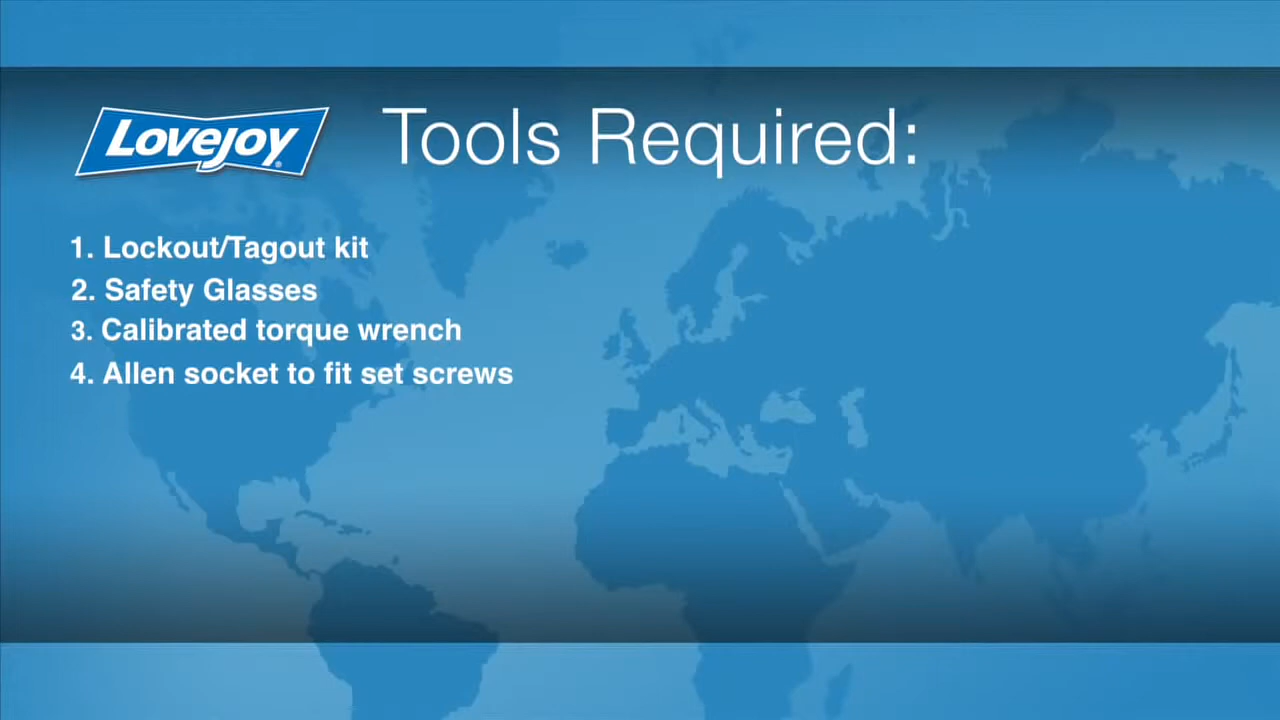 Lovejoy®
Tools Required:
1. Lockout/Tagout kit
2. Safety Glasses
3. Calibrated torque wrench
4. Allen socket to fit set screws